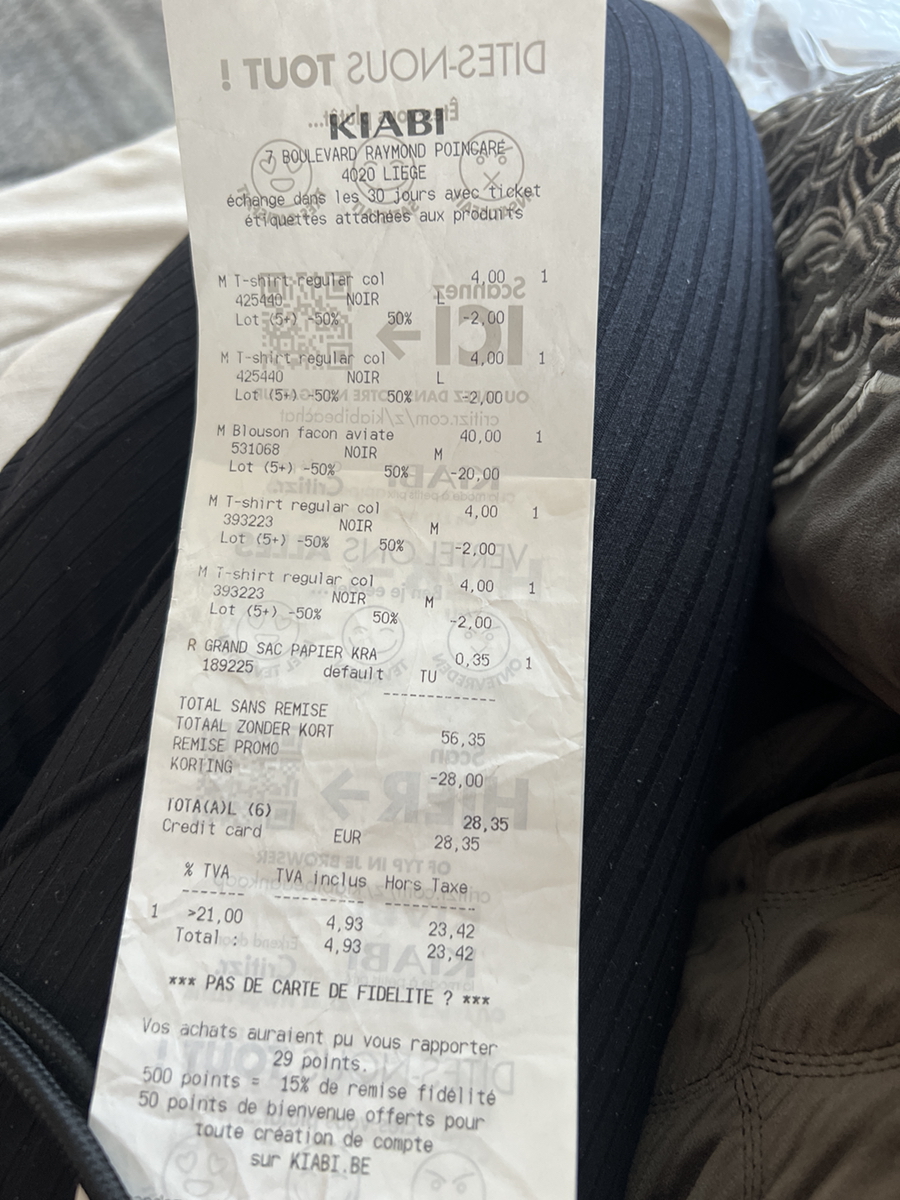 KIABI
7 BOULEVARD RAYMOND POINCARE
4020 LIEGE
échange dans les 30 jours avec ticket
étiquettes attachées aux produits
M T-shirt regular col 4,00 1
425440 NOIR L
Lot (5+) -50% 50% -2,00
M T-shirt regular col 4,00 1
425440 NOIR L
Lot (5+) -50% 50% -2,00
M Blouson facon aviate 40,00 1
531068 NOIR M
Lot (5+) -50% 50% -20,00
M T-shirt regular col 4,00 1
393223 NOIR M
Lot (5+) -50% 50% -2,00
M T-shirt regular col 4,00 1
393223 NOIR M
Lot (5+) -50% 50% -2,00
R GRAND SAC PAPIER KRA 0,35 1
189225 default TU
TOTAL SANS REMISE
TOTAAL ZONDER KORT 56,35
REMISE PROMO
KORTING -28,00
TOTA(A)L (6) 28,35
Credit card EUR 28,35
% TVA TVA inclus Hors Taxe
1 >21,00 4,93 23,42
Total : 4,93 23,42
*** PAS DE CARTE DE FIDELITE ? ***
Vos achats auraient pu vous rapporter
29 points.
500 points = 15% de remise fidélité
50 points de bienvenue offerts pour
toute création de compte
sur KIABI.BE